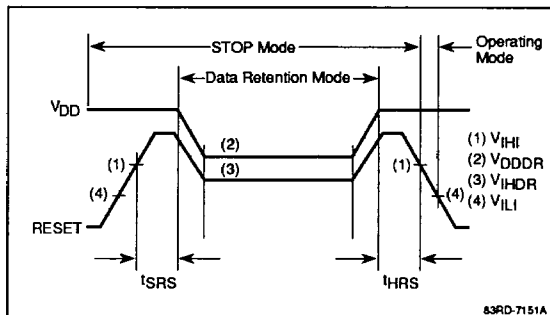 STOP Mode
Operating
Mode
Data Retention Mode
VDD
(2)
(1) VIHI
(1)
(3)
(1)
(2) VDDDR
(3) VIHDR
(4)
(4)
(4) VILI
RESET
tSRS
tHRS
83RD-7151A